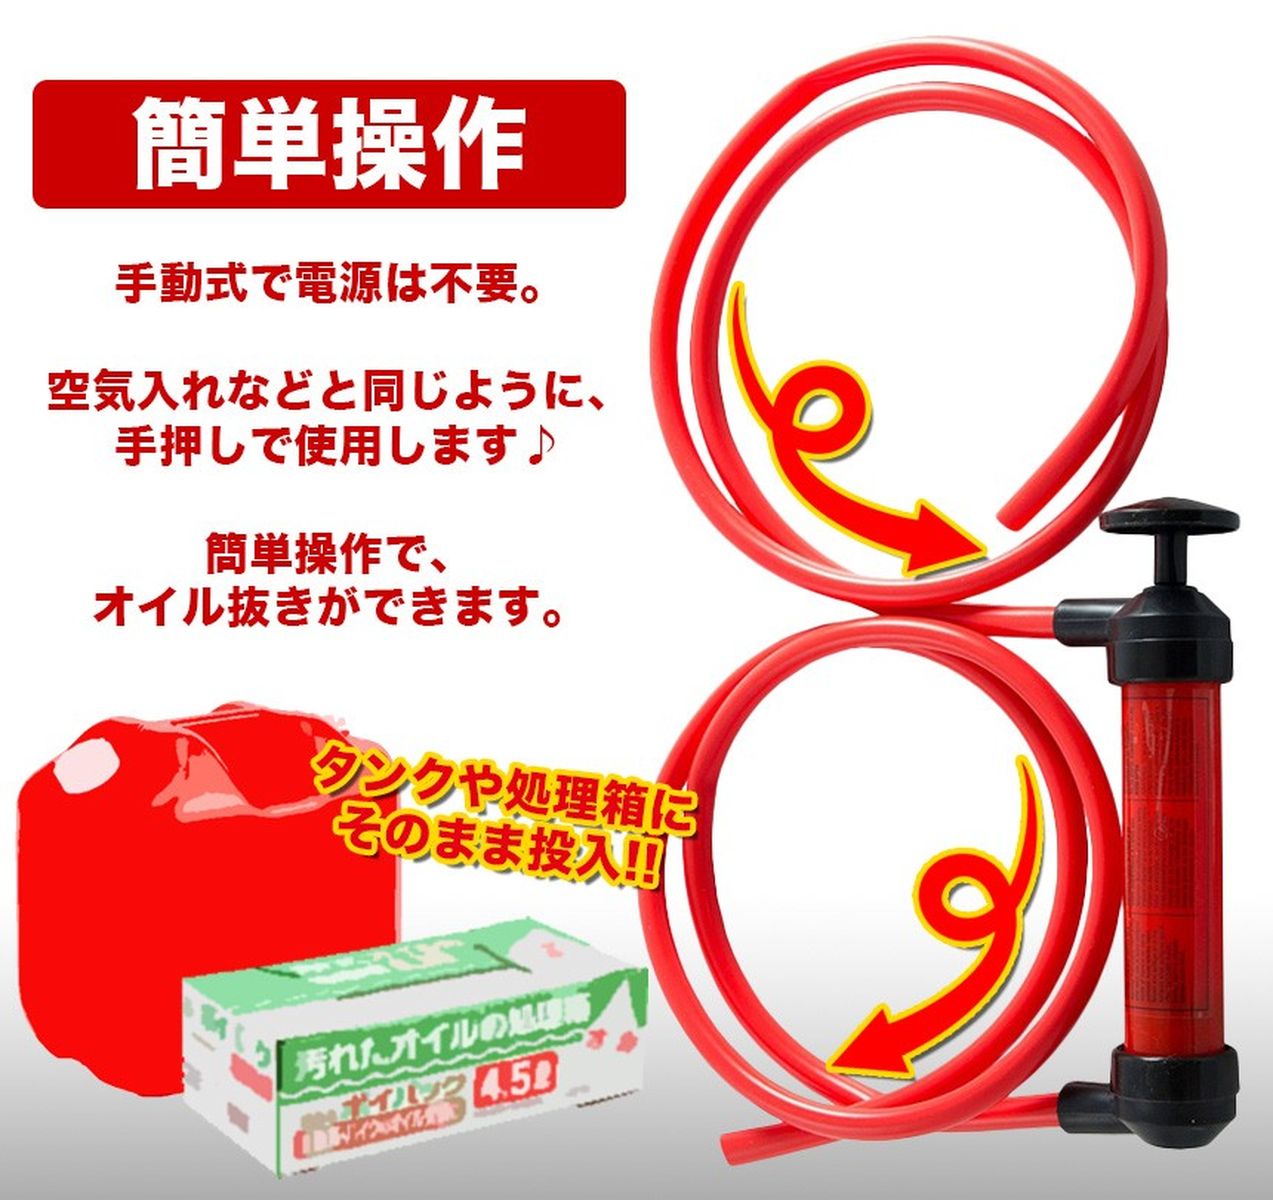 簡単操作
手動式で電源は不要。
空気入れなどと同じように、
手押しで使用します♪
簡単操作で、
オイル抜きができます。
タンクや処理箱に
そのまま投入!!
汚れたオイルの処理箱
ポイパック
4.5ℓ